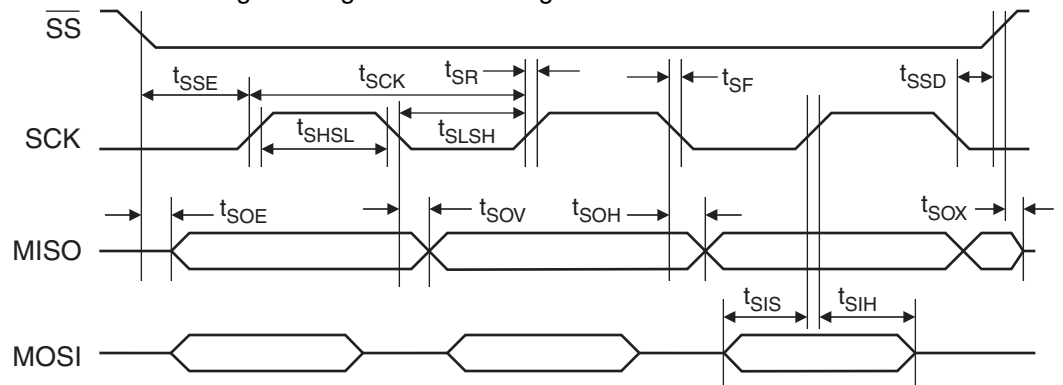 SS
tSSE
tSCK
tSR
tSF
tSSD
SCK
tSHSL
tSLSH
tSOE
tSOV
tSOH
tSOX
MISO
tSIS
tSIH
MOSI